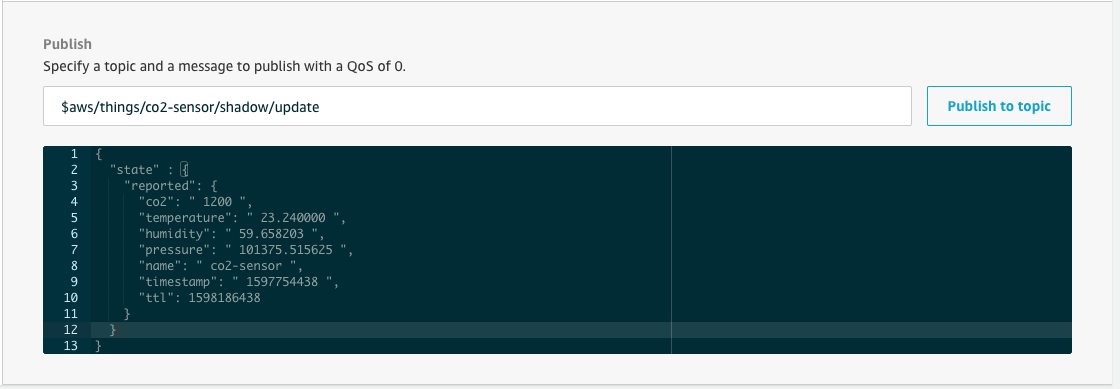 Publish
Specify a topic and a message to publish with a QoS of 0.
$aws/things/co2-sensor/shadow/update
Publish to topic
1 {
2   "state" : {
3     "reported": {
4       "co2": " 1200 ",
5       "temperature": " 23.240000 ",
6       "humidity": " 59.658203 ",
7       "pressure": " 101375.515625 ",
8       "name": " co2-sensor ",
9       "timestamp": " 1597754438 ",
10       "ttl": 1598186438
11     }
12   }
13 }